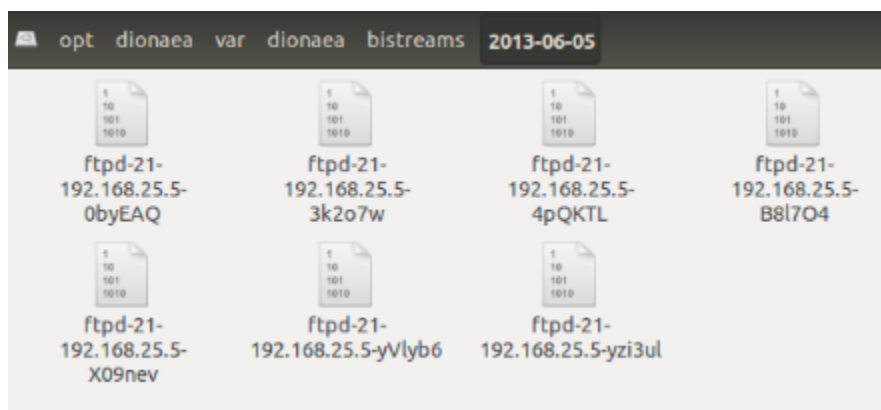 opt dionaea var dionaea bistreams 2013-06-05
ftpd-21-
192.168.25.5-
0byEAQ
ftpd-21-
192.168.25.5-
3k2o7w
ftpd-21-
192.168.25.5-
4pQKTL
ftpd-21-
192.168.25.5-
B8l7O4
ftpd-21-
192.168.25.5-
X09nev
ftpd-21-
192.168.25.5-yVlyb6
ftpd-21-
192.168.25.5-yzi3ul